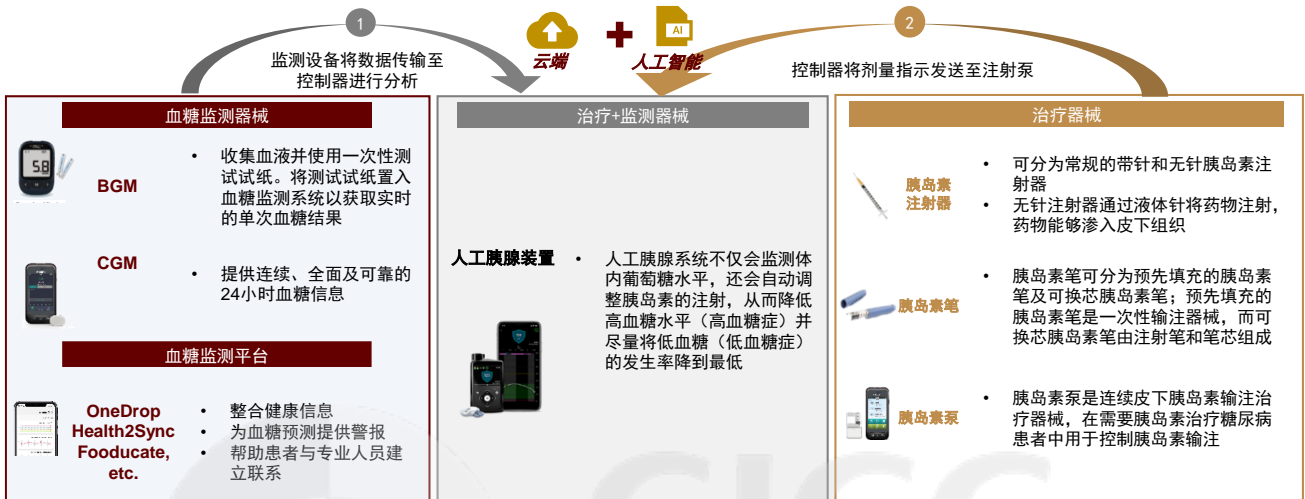 1
监测设备将数据传输至
控制器进行分析
云端
AI
人工智能
2
控制器将剂量指示发送至注射泵
血糖监测器械
5.8
BGM
• 收集血液并使用一次性测
试试纸。将测试试纸置入
血糖监测系统以获取实时
的单次血糖结果
CGM
• 提供连续、全面及可靠的
24小时血糖信息
血糖监测平台
OneDrop
Health2Sync
Fooducate,
etc.
• 整合健康信息
• 为血糖预测提供警报
• 帮助患者与专业人员建
立联系
治疗+监测器械
人工胰腺装置
• 人工胰腺系统不仅会监测体
内葡萄糖水平，还会自动调
整胰岛素的注射，从而降低
高血糖水平（高血糖症）并
尽量将低血糖（低血糖症）
的发生率降到最低
治疗器械
胰岛素
注射器
• 可分为常规的带针和无针胰岛素注
射器
• 无针注射器通过液体针将药物注射，
药物能够渗入皮下组织
胰岛素笔
• 胰岛素笔可分为预先填充的胰岛素
笔及可换芯胰岛素笔；预先填充的
胰岛素笔是一次性输注器械，而可
换芯胰岛素笔由注射笔和笔芯组成
胰岛素泵
• 胰岛素泵是连续皮下胰岛素输注治
疗器械，在需要胰岛素治疗糖尿病
患者中用于控制胰岛素输注
CICC